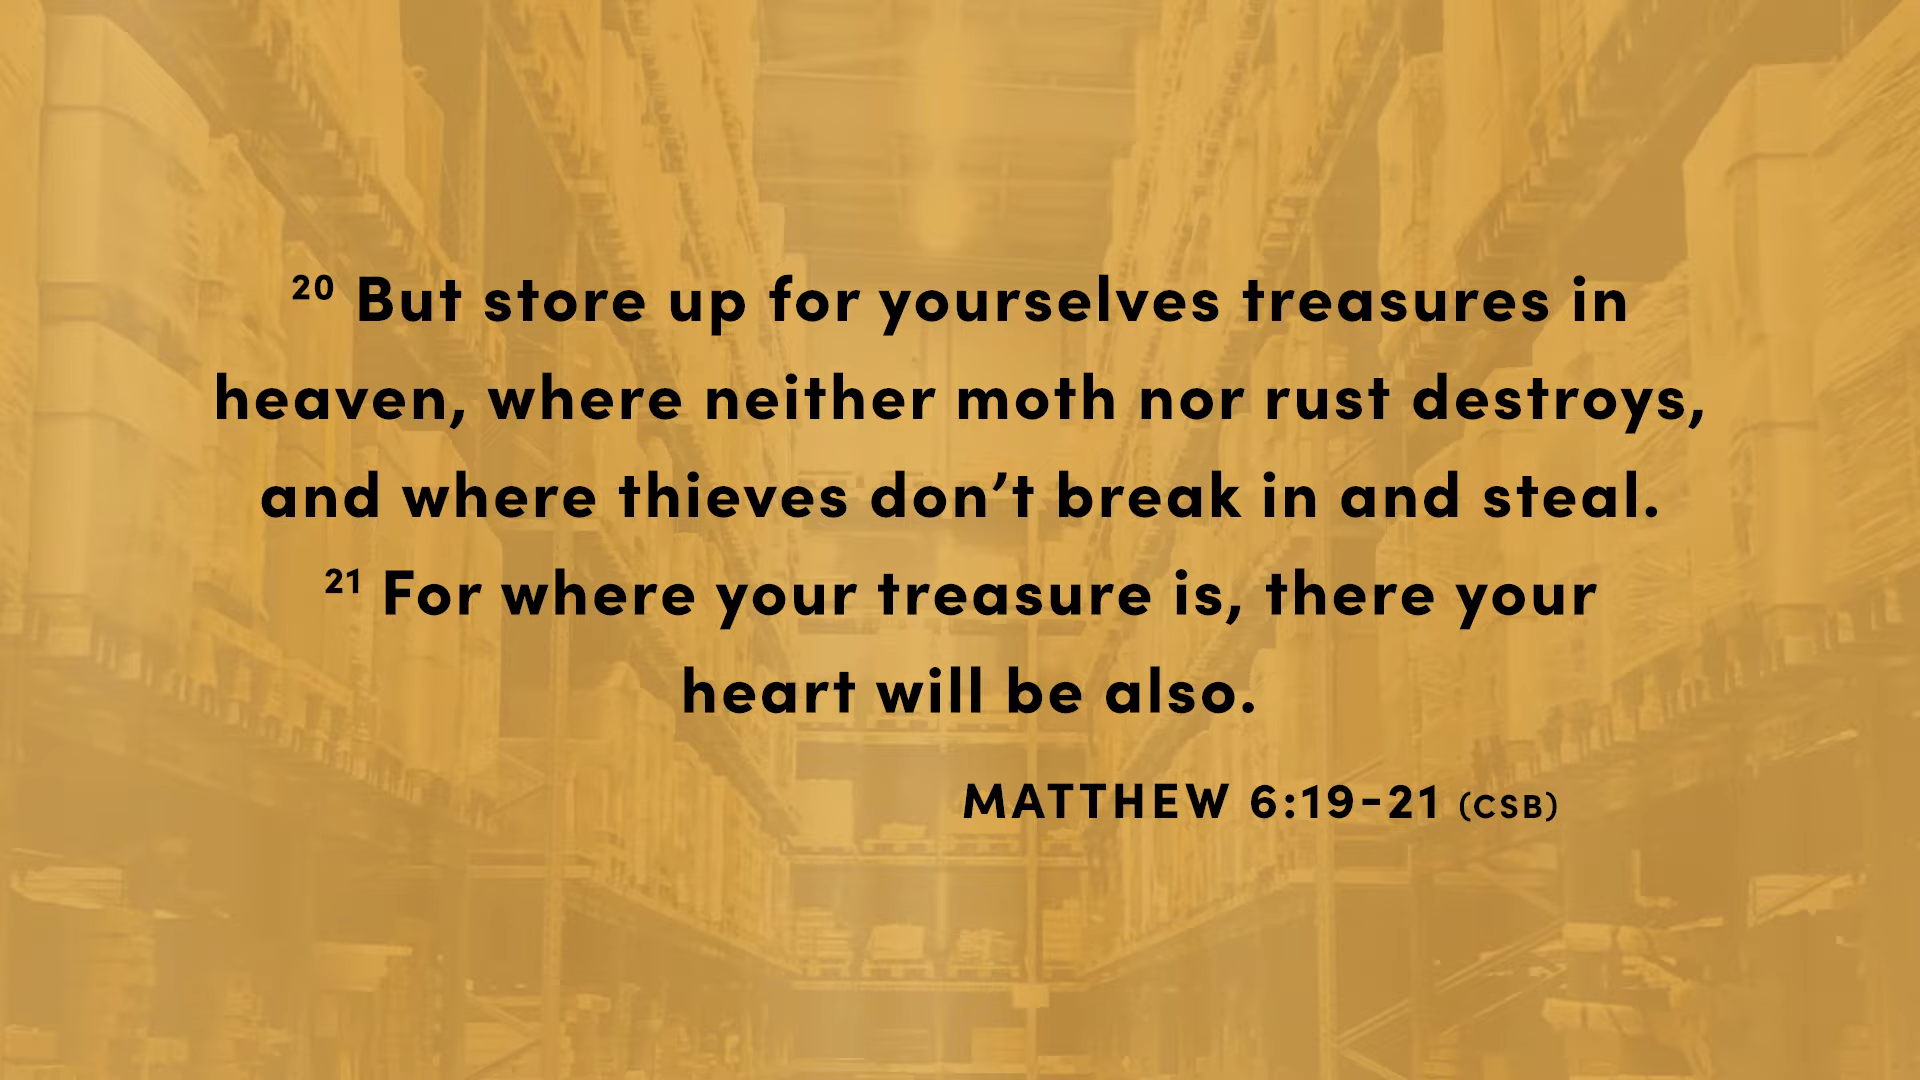 20 But store up for yourselves treasures in
heaven, where neither moth nor rust destroys,
and where thieves don’t break in and steal.
21 For where your treasure is, there your
heart will be also.
MATTHEW 6:19-21 (CSB)